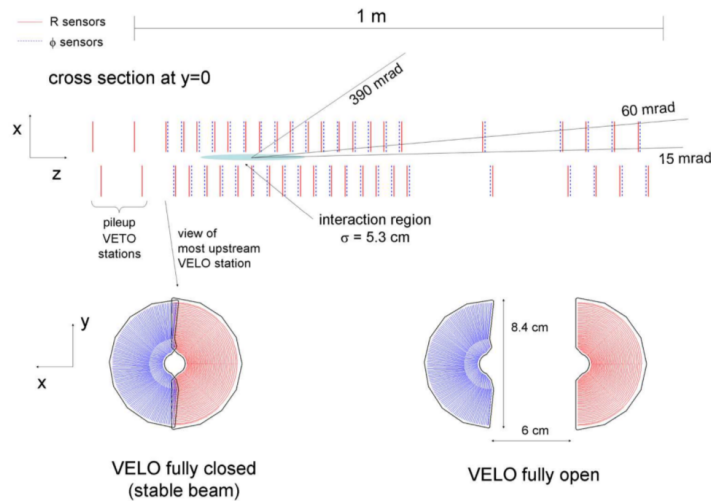 R sensors
ϕ sensors
1 m
cross section at y=0
390 mrad
60 mrad
15 mrad
x
z
pileup
VETO
stations
view of
most upstream
VELO station
interaction region
σ = 5.3 cm
y
x
8.4 cm
6 cm
VELO fully closed
(stable beam)
VELO fully open